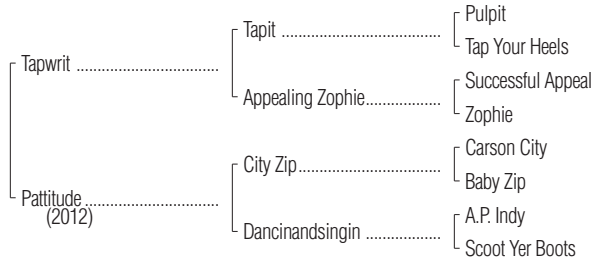 Pulpit
Tapit ................................
Tap Your Heels
Tapwrit ............................
Successful Appeal
Appealing Zophie...............
Zophie
Carson City
City Zip............................
Baby Zip
Pattitude..........................
(2012)
A.P. Indy
Dancinandsingin ...............
Scoot Yer Boots